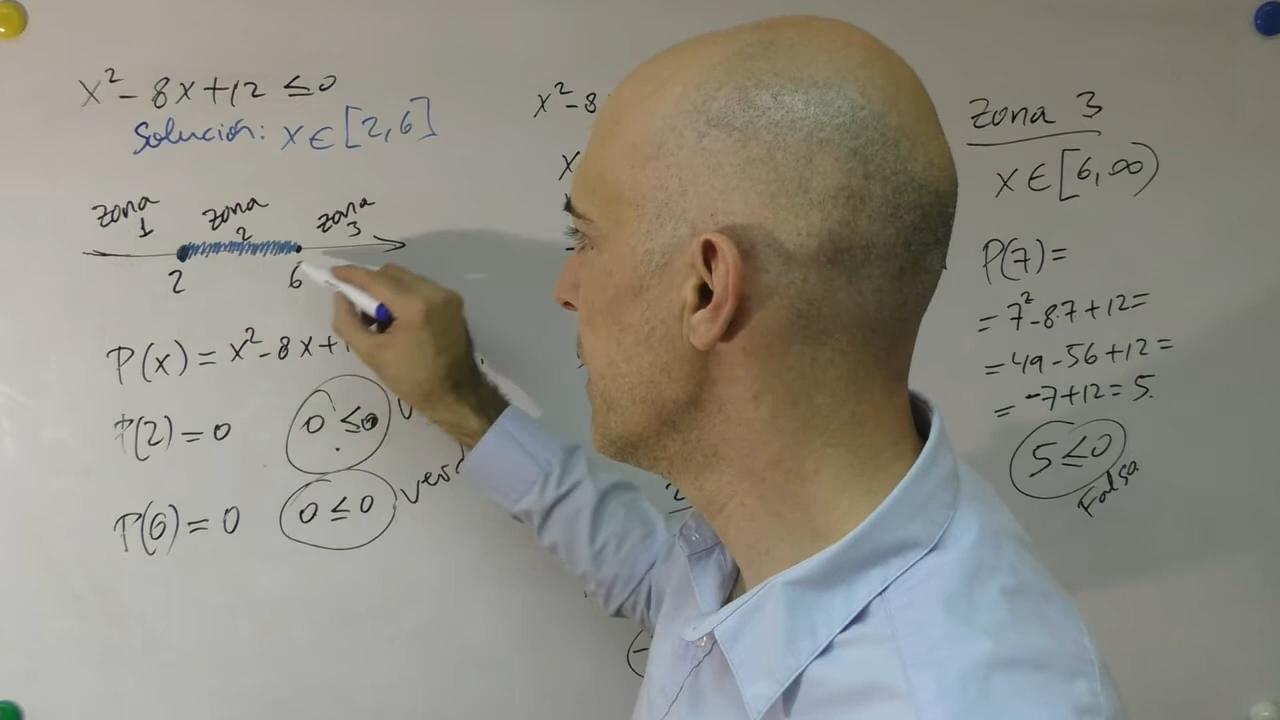 x² - 8x + 12 ≤ 0
Solución: x ∈ [2,6]
zona 1 zona 2 zona 3
2 6
P(x) = x² - 8x + 1
P(2) = 0 0 ≤ 0 v
P(6) = 0 0 ≤ 0 verd
x² - 8
x
Zona 3
x ∈ [6, ∞)
P(7) =
= 7² - 8·7 + 12 =
= 49 - 56 + 12 =
= -7 + 12 = 5.
5 ≤ 0
Falsa